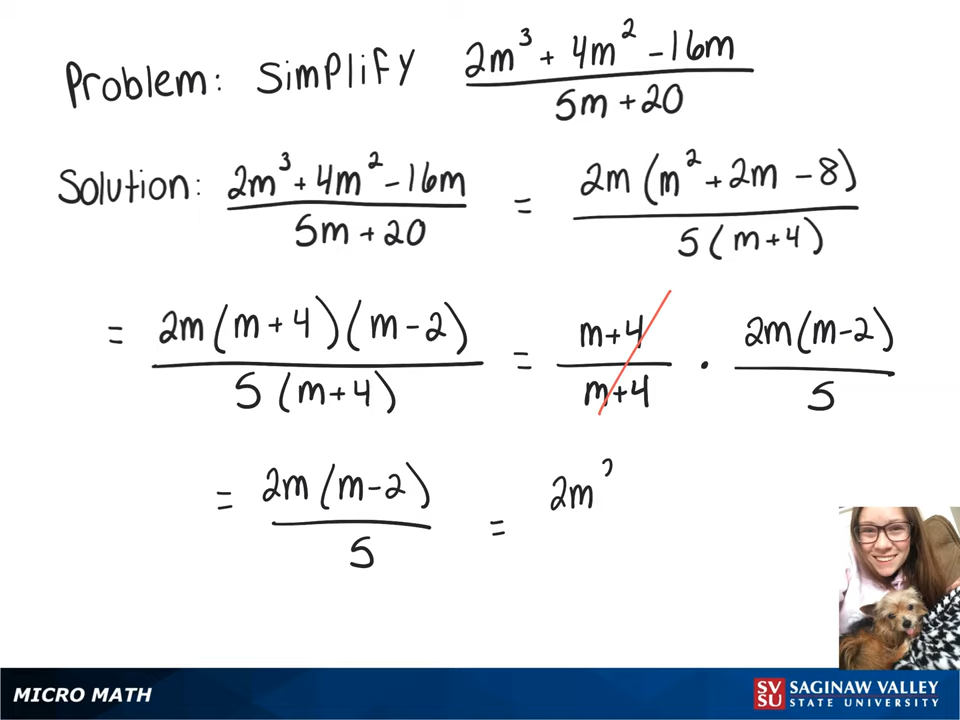 Problem: Simplify (2m³ + 4m² - 16m)/(5m + 20)
Solution: (2m³ + 4m² - 16m)/(5m + 20) = 2m(m² + 2m - 8)/5(m+4)
= 2m(m+4)(m-2)/5(m+4) = (m+4)/(m+4) · 2m(m-2)/5
= 2m(m-2)/5 = 2m
MICRO MATH
SV
SU
SAGINAW VALLEY
STATE UNIVERSITY